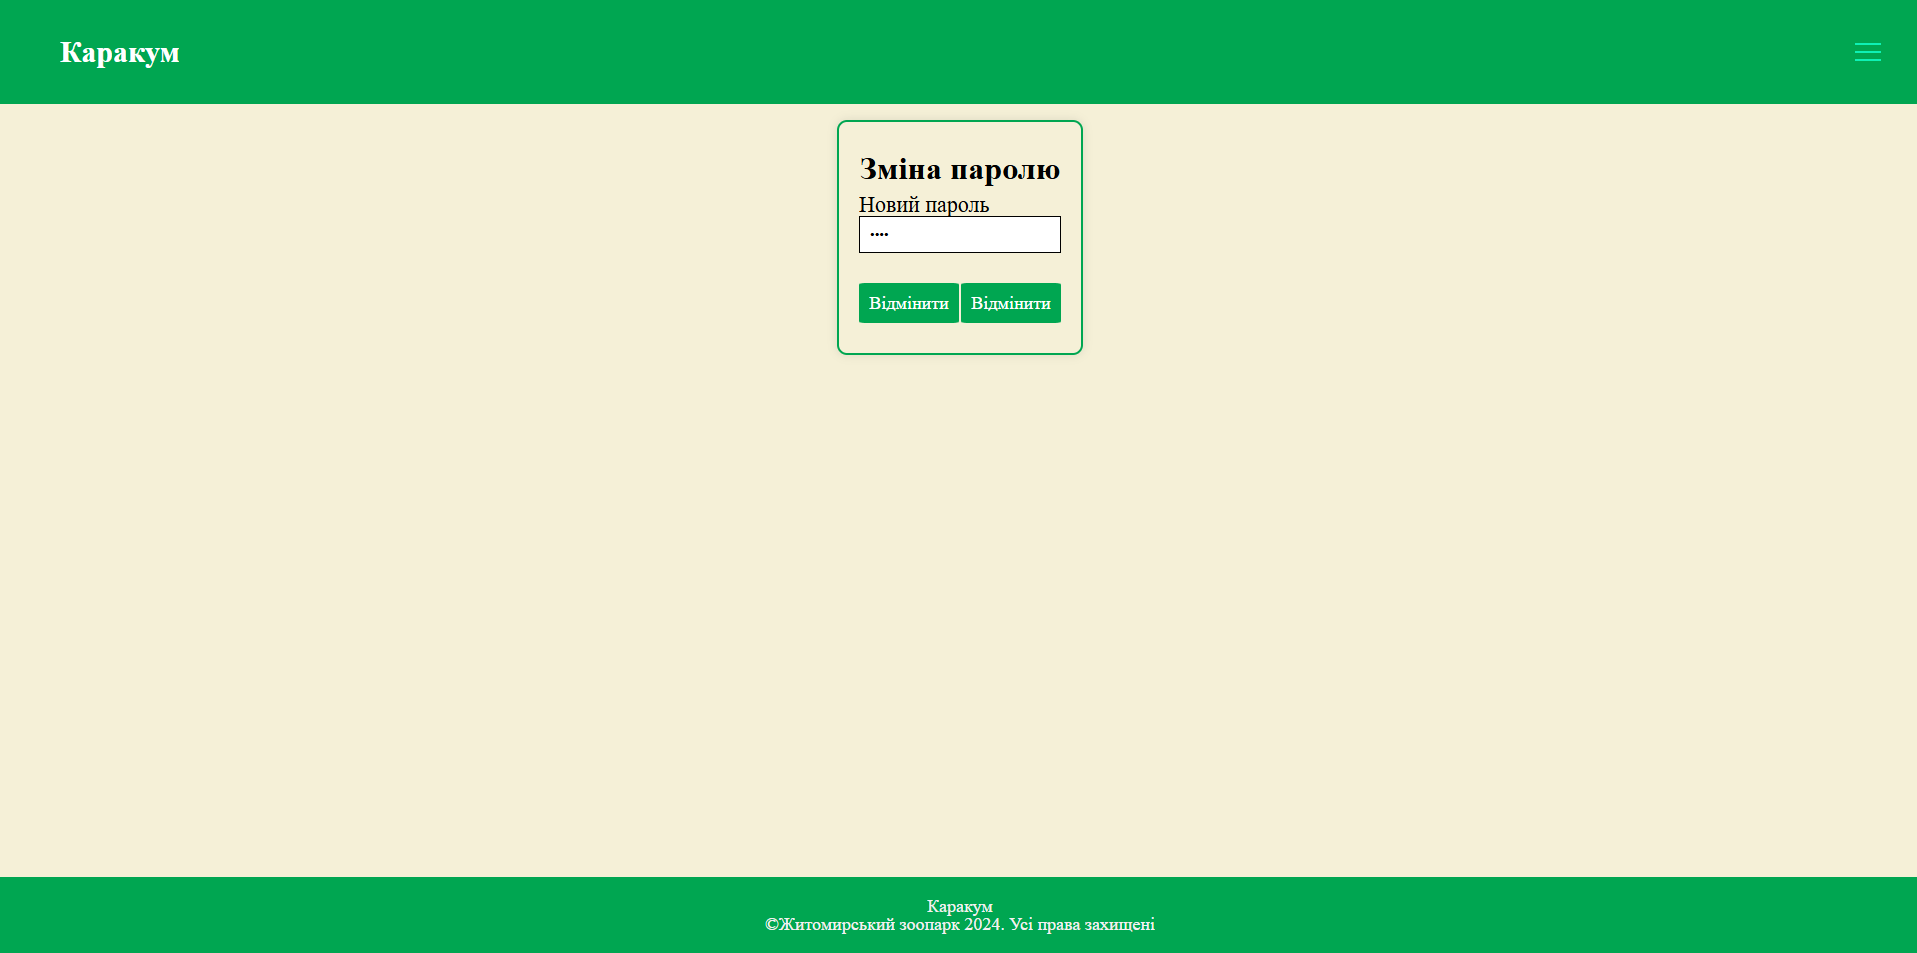 Каракум
Зміна паролю
Новий пароль
····
Відмінити Відмінити
Каракум
©Житомирський зоопарк 2024. Усі права захищені